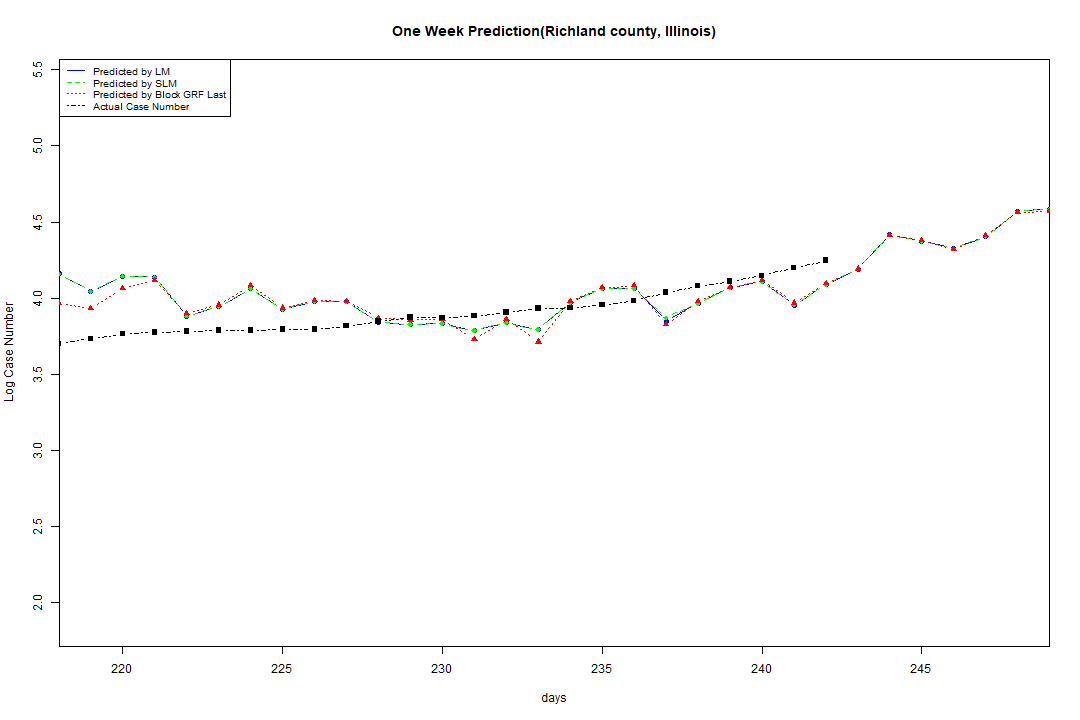 One Week Prediction(Richland county, Illinois)
Predicted by LM
Predicted by SLM
Predicted by Block GRF Last
Actual Case Number
5.5
5.0
4.5
4.0
3.5
3.0
2.5
2.0
Log Case Number
220 225 230 235 240 245
days